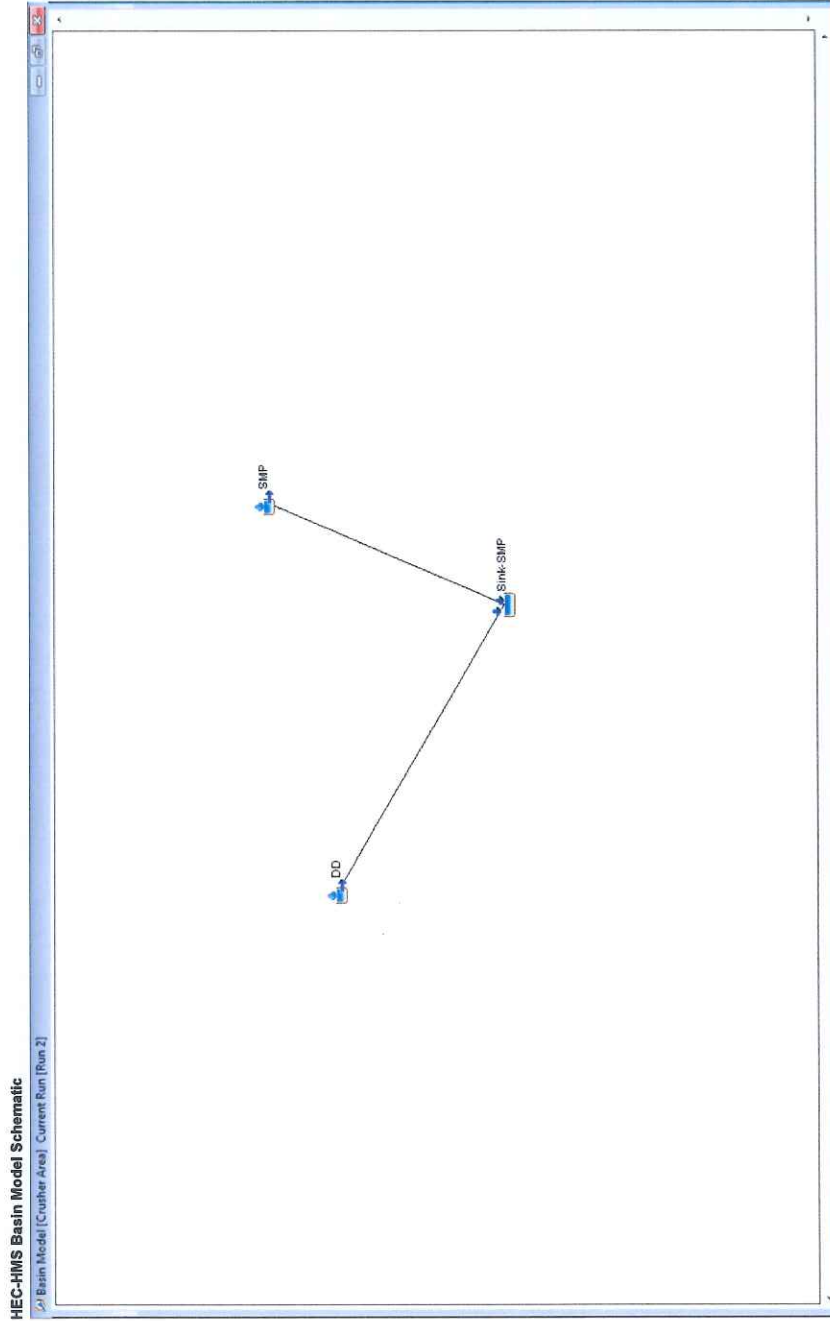 HEC-HMS Basin Model Schematic
Basin Model [Crusher Area] Current Run [Run 2]
SMP
DD
Sink-SMP